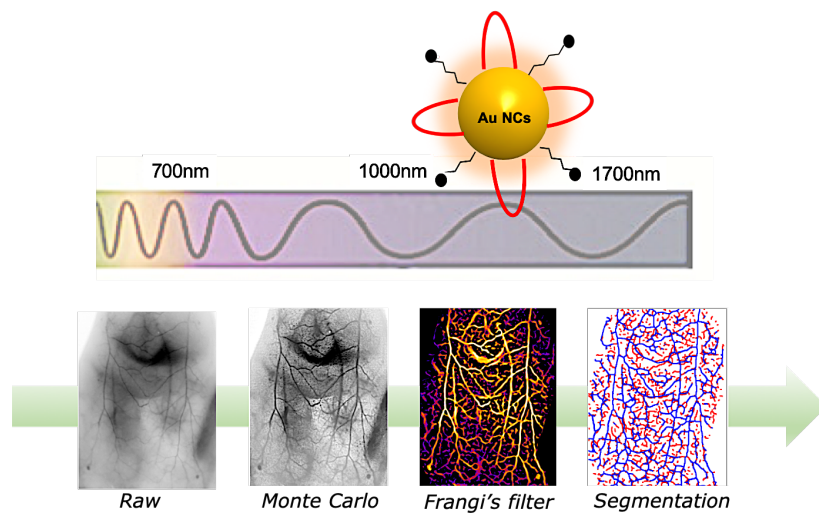 Au NCs
700nm
1000nm
1700nm
Raw
Monte Carlo
Frangi's filter
Segmentation